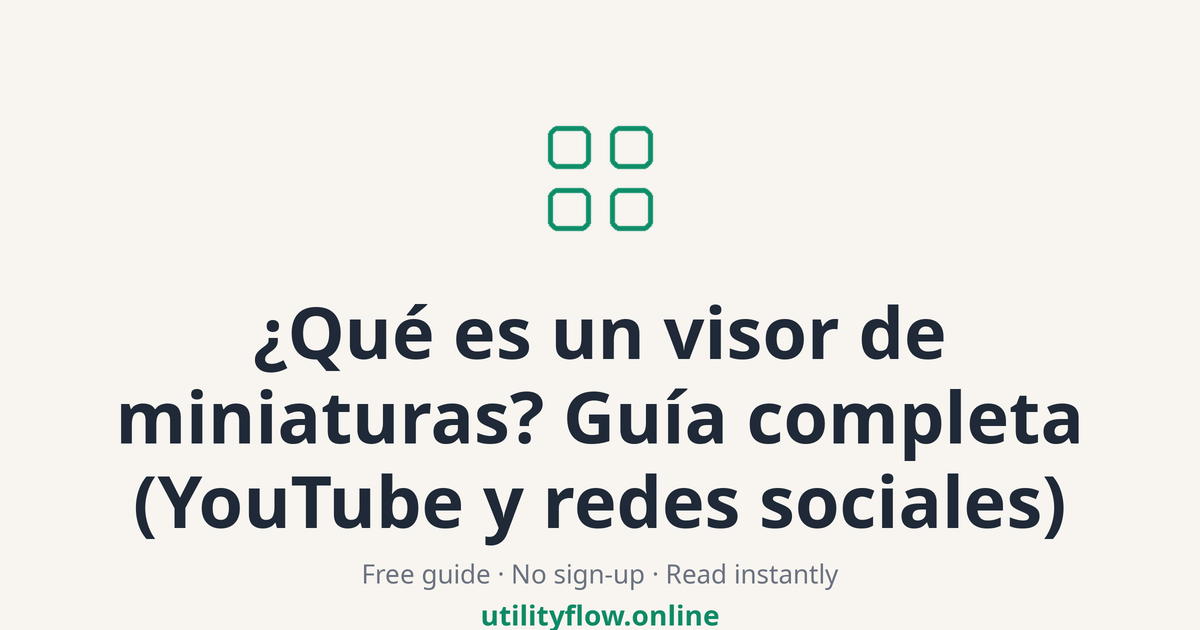 ¿Qué es un visor de
miniaturas? Guía completa
(YouTube y redes sociales)
Free guide · No sign-up · Read instantly
utilityflow.online